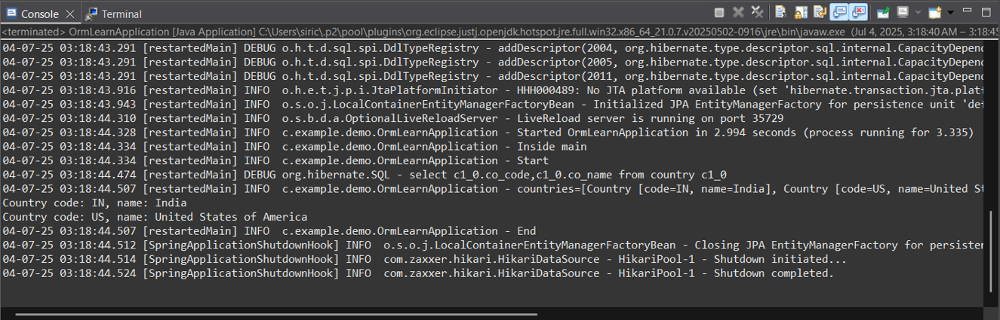 Console
Terminal
<terminated> OrmLearnApplication [Java Application] C:\Users\siric\.p2\pool\plugins\org.eclipse.justj.openjdk.hotspot.jre.full.win32.x86_64_21.0.7.v20250502-0916\jre\bin\javaw.exe (Jul 4, 2025, 3:18:40 AM – 3:18:45
04-07-25 03:18:43.291 [restartedMain] DEBUG o.h.t.d.sql.spi.DdlTypeRegistry - addDescriptor(2004, org.hibernate.type.descriptor.sql.internal.CapacityDepend
04-07-25 03:18:43.291 [restartedMain] DEBUG o.h.t.d.sql.spi.DdlTypeRegistry - addDescriptor(2005, org.hibernate.type.descriptor.sql.internal.CapacityDepend
04-07-25 03:18:43.291 [restartedMain] DEBUG o.h.t.d.sql.spi.DdlTypeRegistry - addDescriptor(2011, org.hibernate.type.descriptor.sql.internal.CapacityDepend
04-07-25 03:18:43.916 [restartedMain] INFO  o.h.e.t.j.p.i.JtaPlatformInitiator - HHH000489: No JTA platform available (set 'hibernate.transaction.jta.platf
04-07-25 03:18:43.943 [restartedMain] INFO  o.s.o.j.LocalContainerEntityManagerFactoryBean - Initialized JPA EntityManagerFactory for persistence unit 'def
04-07-25 03:18:44.310 [restartedMain] INFO  o.s.b.d.a.OptionalLiveReloadServer - LiveReload server is running on port 35729
04-07-25 03:18:44.328 [restartedMain] INFO  c.example.demo.OrmLearnApplication - Started OrmLearnApplication in 2.994 seconds (process running for 3.335)
04-07-25 03:18:44.334 [restartedMain] INFO  c.example.demo.OrmLearnApplication - Inside main
04-07-25 03:18:44.334 [restartedMain] INFO  c.example.demo.OrmLearnApplication - Start
04-07-25 03:18:44.474 [restartedMain] DEBUG org.hibernate.SQL - select c1_0.co_code,c1_0.co_name from country c1_0
04-07-25 03:18:44.507 [restartedMain] INFO  c.example.demo.OrmLearnApplication - countries=[Country [code=IN, name=India], Country [code=US, name=United St
Country code: IN, name: India
Country code: US, name: United States of America
04-07-25 03:18:44.507 [restartedMain] INFO  c.example.demo.OrmLearnApplication - End
04-07-25 03:18:44.512 [SpringApplicationShutdownHook] INFO  o.s.o.j.LocalContainerEntityManagerFactoryBean - Closing JPA EntityManagerFactory for persisten
04-07-25 03:18:44.514 [SpringApplicationShutdownHook] INFO  com.zaxxer.hikari.HikariDataSource - HikariPool-1 - Shutdown initiated...
04-07-25 03:18:44.524 [SpringApplicationShutdownHook] INFO  com.zaxxer.hikari.HikariDataSource - HikariPool-1 - Shutdown completed.